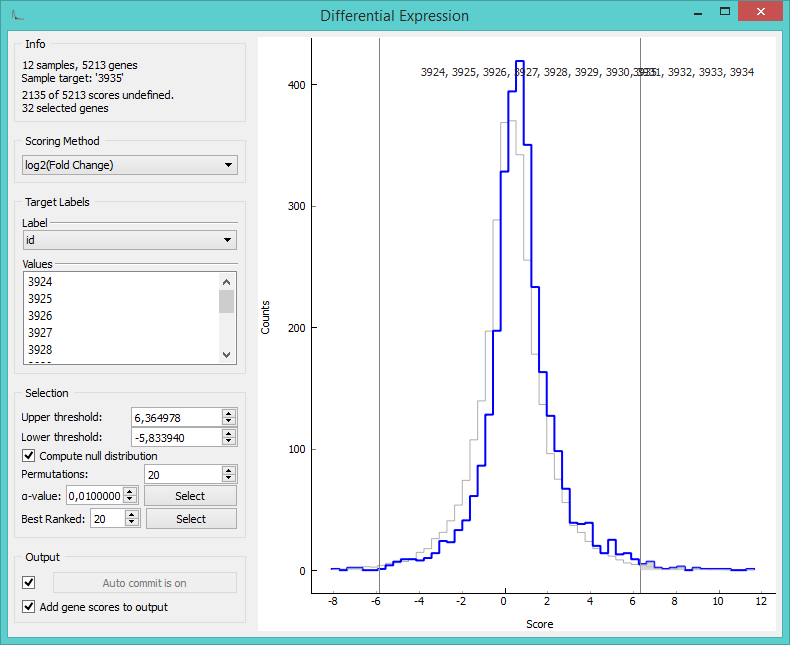 Differential Expression
Info
12 samples, 5213 genes
Sample target: '3935'
2135 of 5213 scores undefined.
32 selected genes
Scoring Method
log2(Fold Change)
Target Labels
Label
id
Values
3924
3925
3926
3927
3928
Selection
Upper threshold: 6,364978
Lower threshold: -5,833940
Compute null distribution
Permutations: 20
α-value: 0,0100000 Select
Best Ranked: 20 Select
Output
Auto commit is on
Add gene scores to output
3924, 3925, 3926, 3927, 3928, 3929, 3930, 3931, 3932, 3933, 3934
3935
Counts
400
300
200
100
0
-8 -6 -4 -2 0 2 4 6 8 10 12
Score